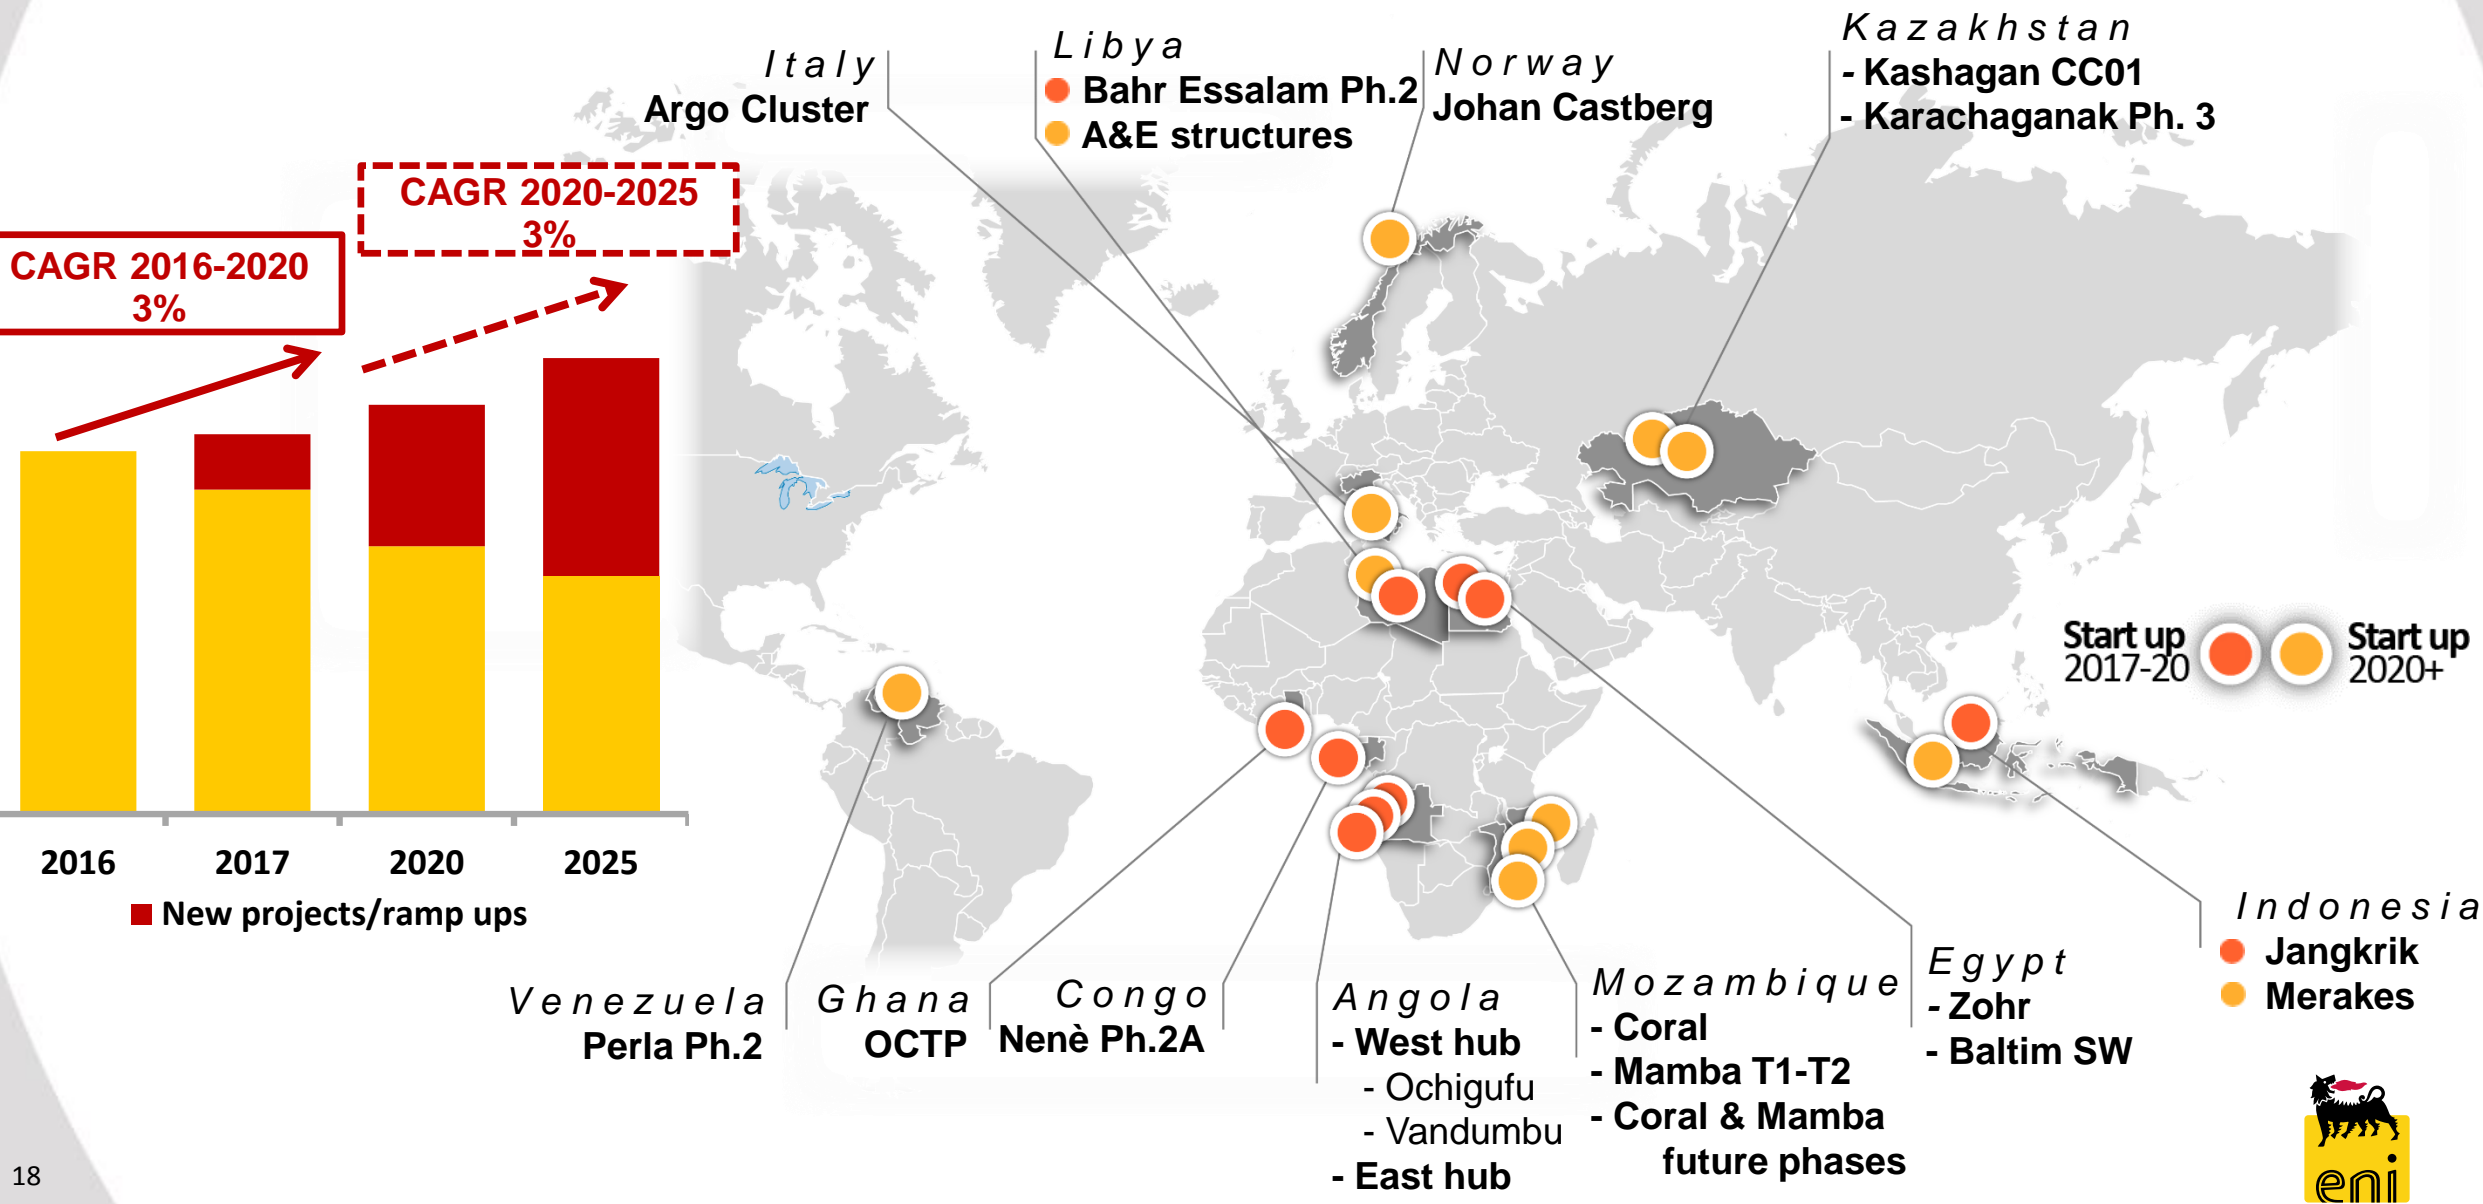 Italy
Argo Cluster
Libya
Bahr Essalam Ph.2
A&E structures
Norway
Johan Castberg
Kazakhstan
- Kashagan CC01
- Karachaganak Ph. 3
CAGR 2020-2025
3%
CAGR 2016-2020
3%
2016 2017 2020 2025
New projects/ramp ups
Start up
2017-20
Start up
2020+
Venezuela
Perla Ph.2
Ghana
OCTP
Congo
Nenè Ph.2A
Angola
- West hub
- Ochigufu
- Vandumbu
- East hub
Mozambique
- Coral
- Mamba T1-T2
- Coral & Mamba
future phases
Egypt
- Zohr
- Baltim SW
Indonesia
Jangkrik
Merakes
18
eni